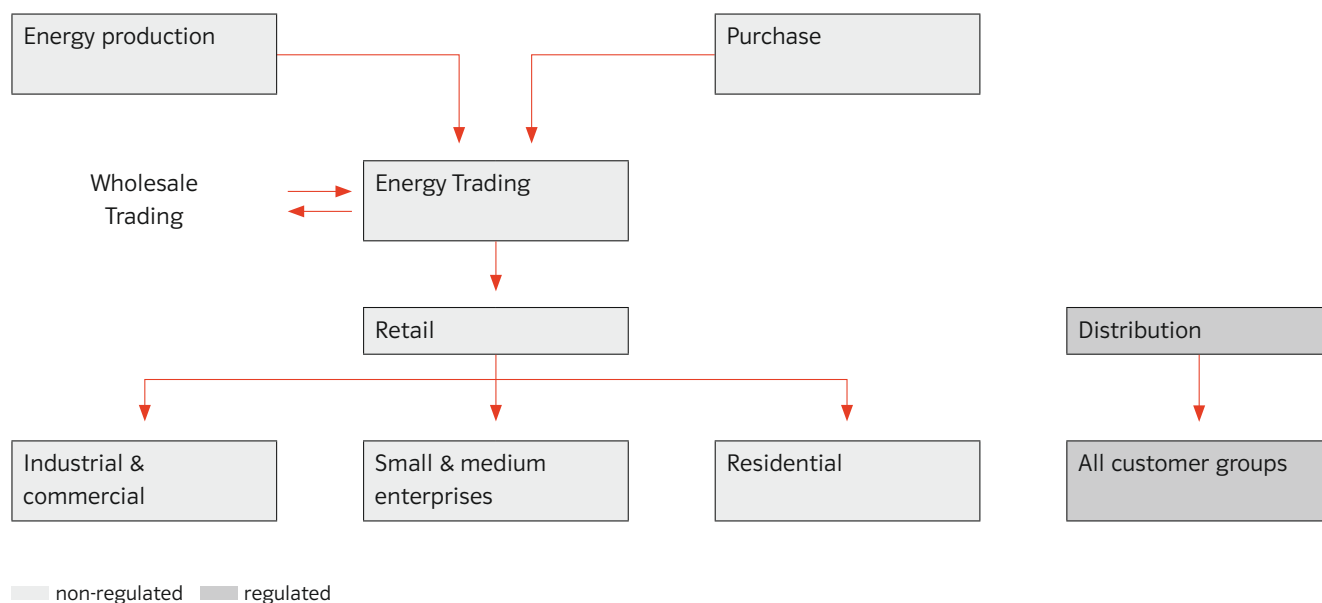 Energy production
Purchase
Wholesale
Trading
Energy Trading
Retail
Distribution
Industrial &
commercial
Small & medium
enterprises
Residential
All customer groups
non-regulated
regulated